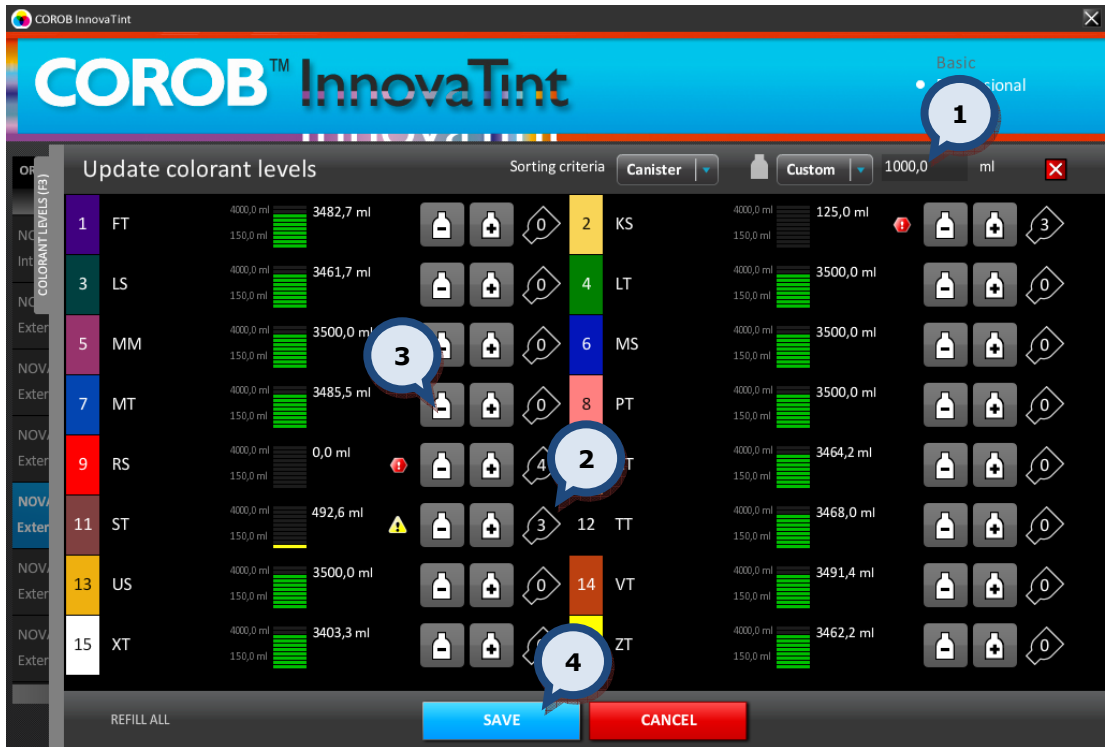 COROB InnovaTint
COROB™ InnovaTint
Basic
1
Update colorant levels
Sorting criteria
Canister
Custom
1000,0
ml
COLORANT LEVELS (F3)
1 FT 4000,0 ml 150,0 ml 3482,7 ml 0
2 KS 4000,0 ml 150,0 ml 125,0 ml 3
3 LS 4000,0 ml 150,0 ml 3461,7 ml 0
4 LT 4000,0 ml 150,0 ml 3500,0 ml 0
5 MM 4000,0 ml 150,0 ml 3500,0 ml 0
6 MS 4000,0 ml 150,0 ml 3500,0 ml 0
3
7 MT 4000,0 ml 150,0 ml 3485,5 ml 0
8 PT 4000,0 ml 150,0 ml 3500,0 ml 0
9 RS 4000,0 ml 150,0 ml 0,0 ml 4
2
4000,0 ml 150,0 ml 3464,2 ml 0
11 ST 4000,0 ml 150,0 ml 492,6 ml 3
12 TT 4000,0 ml 150,0 ml 3468,0 ml 0
13 US 4000,0 ml 150,0 ml 3500,0 ml 0
14 VT 4000,0 ml 150,0 ml 3491,4 ml 0
15 XT 4000,0 ml 150,0 ml 3403,3 ml
ZT 4000,0 ml 150,0 ml 3462,2 ml 0
4
REFILL ALL
SAVE
CANCEL